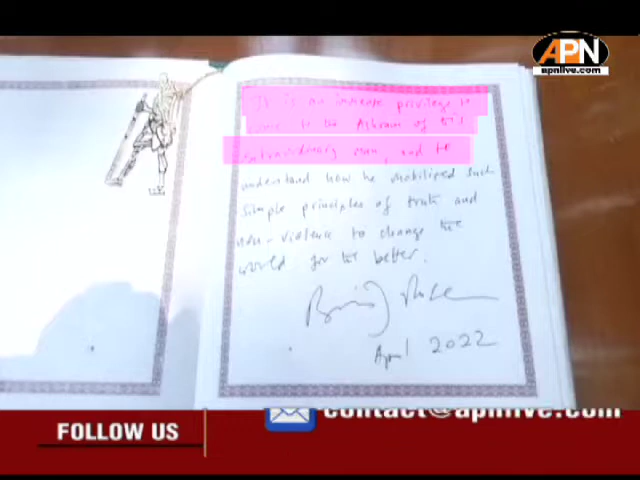 APN
apnlive.com
It is an immense privilege to
come to the Ashram of this
extraordinary man, and to
understand how he mobilized such
simple principles of truth and
non-violence to change the
world for the better.
April 2022
FOLLOW US
contact@apnlive.com